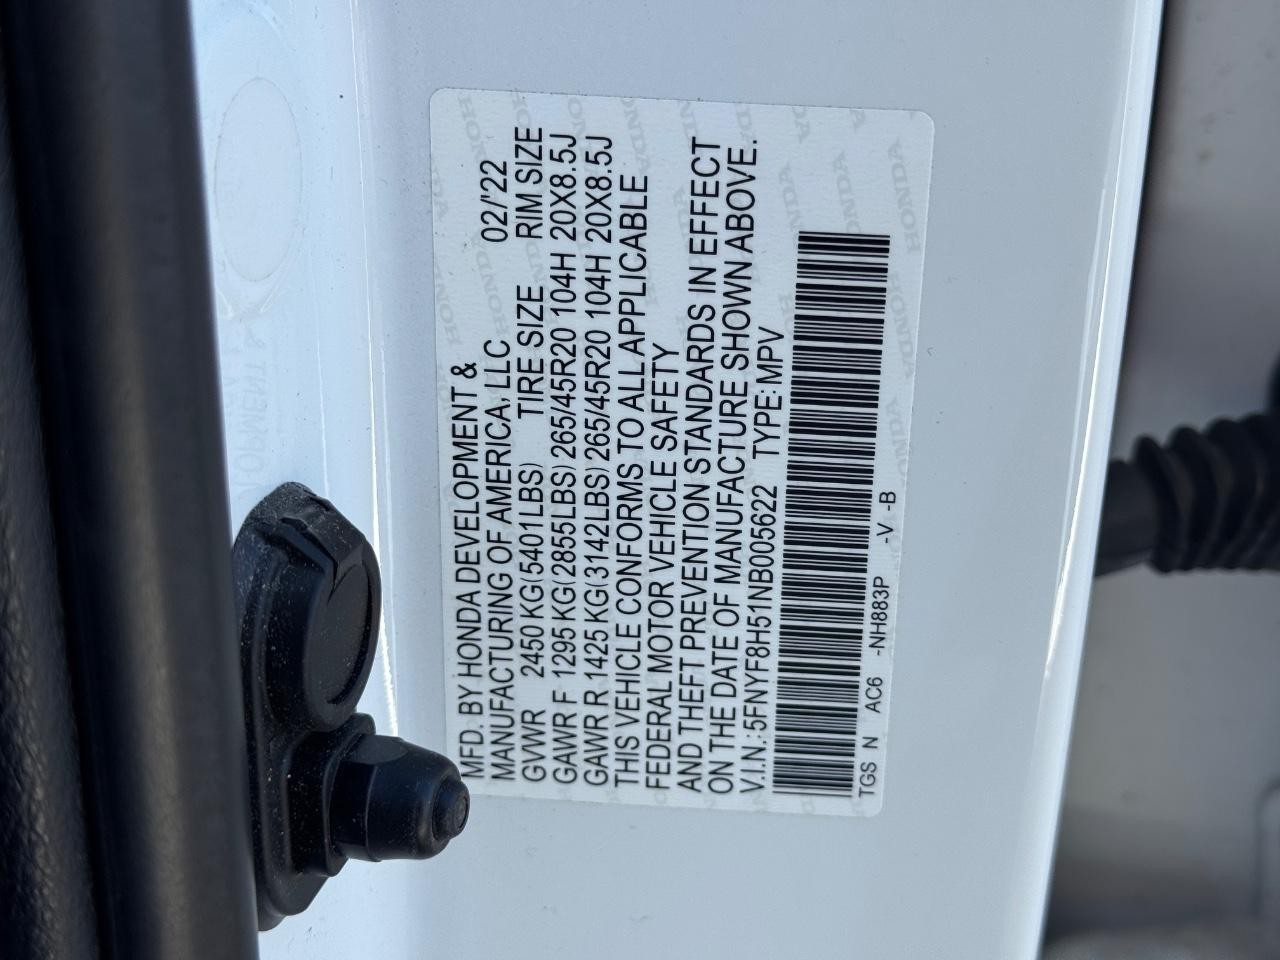 MFD. BY HONDA DEVELOPMENT &
MANUFACTURING OF AMERICA, LLC 02/'22
GVWR 2450 KG(5401LBS) TIRE SIZE RIM SIZE
GAWR F 1295 KG(2855LBS) 265/45R20 104H 20X8.5J
GAWR R 1425 KG(3142LBS) 265/45R20 104H 20X8.5J
THIS VEHICLE CONFORMS TO ALL APPLICABLE
FEDERAL MOTOR VEHICLE SAFETY
AND THEFT PREVENTION STANDARDS IN EFFECT
ON THE DATE OF MANUFACTURE SHOWN ABOVE.
V.I.N.:5FNYF8H51NB005622 TYPE:MPV
TGS N AC6 -NH883P -V -B